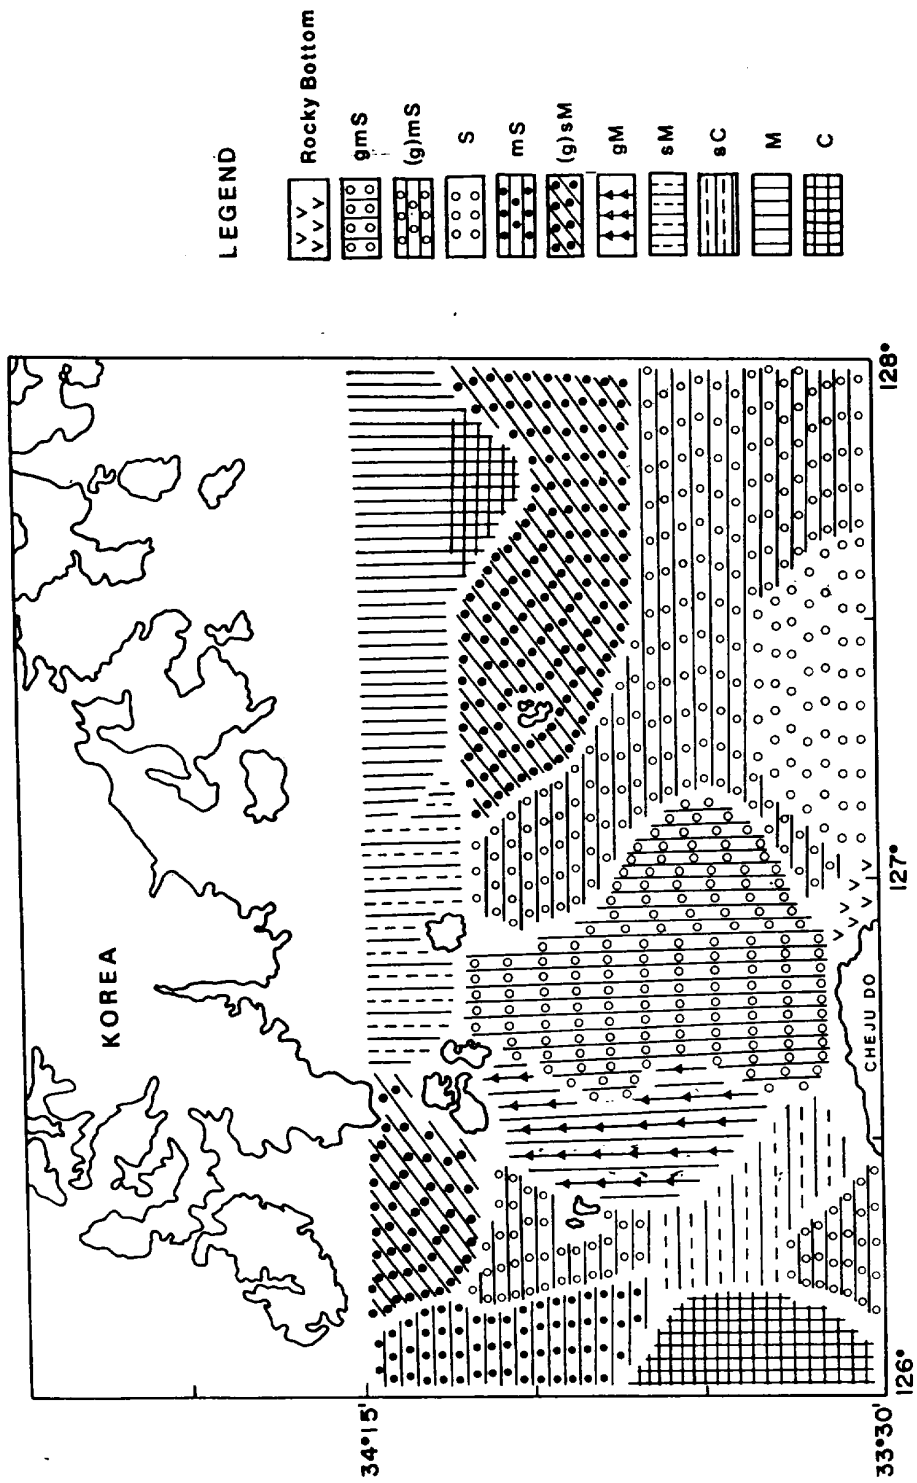 LEGEND
Rocky Bottom
gmS
(g)mS
S
mS
(g)sM
gM
sM
sC
M
C
KOREA
CHEJU DO
34°15'
33°30'
126°
127°
128°